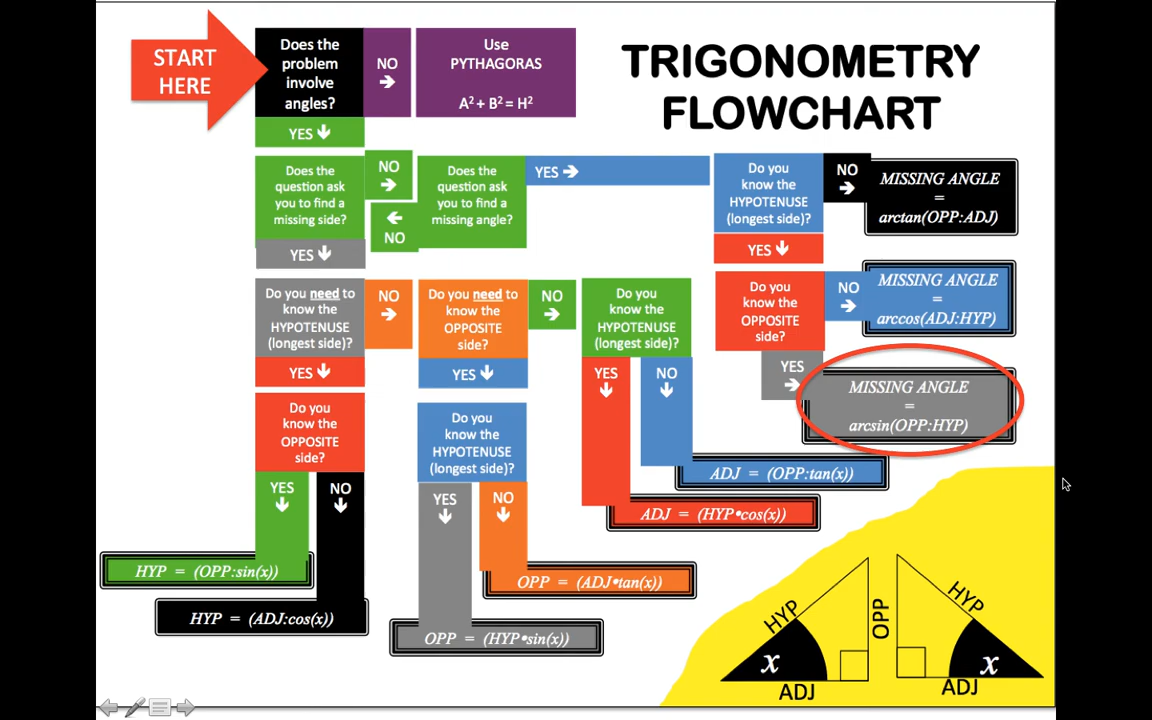 START
HERE
Does the
problem
involve
angles?
NO
Use
PYTHAGORAS
A² + B² = H²
TRIGONOMETRY
FLOWCHART
YES
Does the
question ask
you to find a
missing side?
NO
NO
Does the
question ask
you to find a
missing angle?
YES
Do you
know the
HYPOTENUSE
(longest side)?
NO
MISSING ANGLE
=
arctan(OPP:ADJ)
YES
YES
Do you need to
know the
HYPOTENUSE
(longest side)?
NO
Do you need to
know the
OPPOSITE
side?
NO
Do you
know the
HYPOTENUSE
(longest side)?
Do you
know the
OPPOSITE
side?
NO
MISSING ANGLE
=
arccos(ADJ:HYP)
YES
YES
YES
NO
YES
MISSING ANGLE
=
arcsin(OPP:HYP)
Do you
know the
OPPOSITE
side?
Do you
know the
HYPOTENUSE
(longest side)?
ADJ = (OPP:tan(x))
ADJ = (HYP•cos(x))
YES
NO
YES
NO
HYP = (OPP:sin(x))
HYP = (ADJ:cos(x))
OPP = (ADJ•tan(x))
OPP = (HYP•sin(x))
HYP
OPP
HYP
x
x
ADJ
ADJ